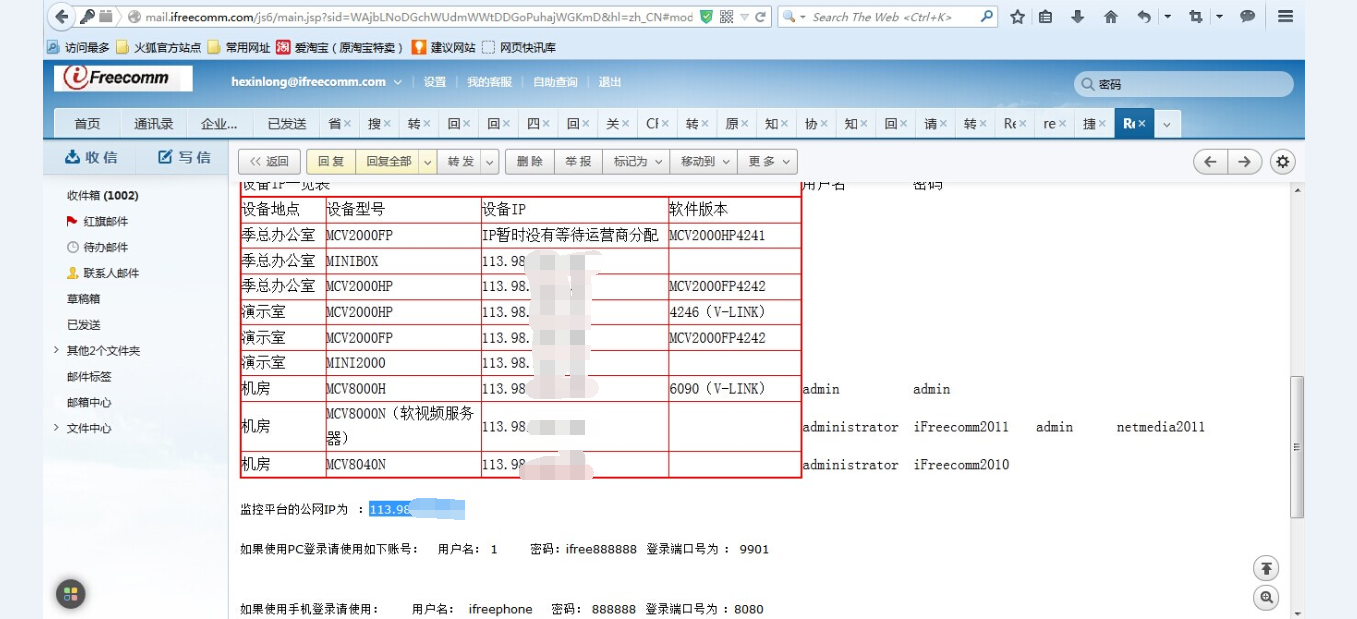 mail.ifreecomm.com/js6/main.jsp?sid=WAjbLNoDGchWUdmWWtDDGoPuhajWGKmD&hl=zh_CN#mod
Search The Web <Ctrl+K>
访问最多 火狐官方站点 常用网址 淘 爱淘宝（原淘宝特卖） 建议网站 网页快讯库
iFreecomm hexinlong@ifreecomm.com 设置 我的客服 自助查询 退出 密码
首页 通讯录 企业... 已发送 省× 搜× 转× 回× 回× 四× 回× 关× CF× 转× 原× 知× 协× 知× 回× 请× 转× Re× re× 捷× Re×
收信 写信
<< 返回 回复 回复全部 转发 删除 举报 标记为 移动到 更多
收件箱 (1002)
红旗邮件
待办邮件
联系人邮件
草稿箱
已发送
其他2个文件夹
邮件标签
邮箱中心
文件中心
设备IP一览表 用户名 密码
设备地点 设备型号 设备IP 软件版本
季总办公室 MCV2000FP IP暂时没有等待运营商分配 MCV2000HP4241
季总办公室 MINIBOX 113.98
季总办公室 MCV2000HP 113.98. MCV2000FP4242
演示室 MCV2000HP 113.98. 4246（V-LINK）
演示室 MCV2000FP 113.98. MCV2000FP4242
演示室 MINI2000 113.98.
机房 MCV8000H 113.98 6090（V-LINK） admin admin
机房 MCV8000N（软视频服务器） 113.98. administrator iFreecomm2011 admin netmedia2011
机房 MCV8040N 113.98 administrator iFreecomm2010
监控平台的公网IP为 ：113.98
如果使用PC登录请使用如下账号： 用户名： 1 密码：ifree888888 登录端口号为 ： 9901
如果使用手机登录请使用： 用户名： ifreephone 密码： 888888 登录端口号为 ：8080